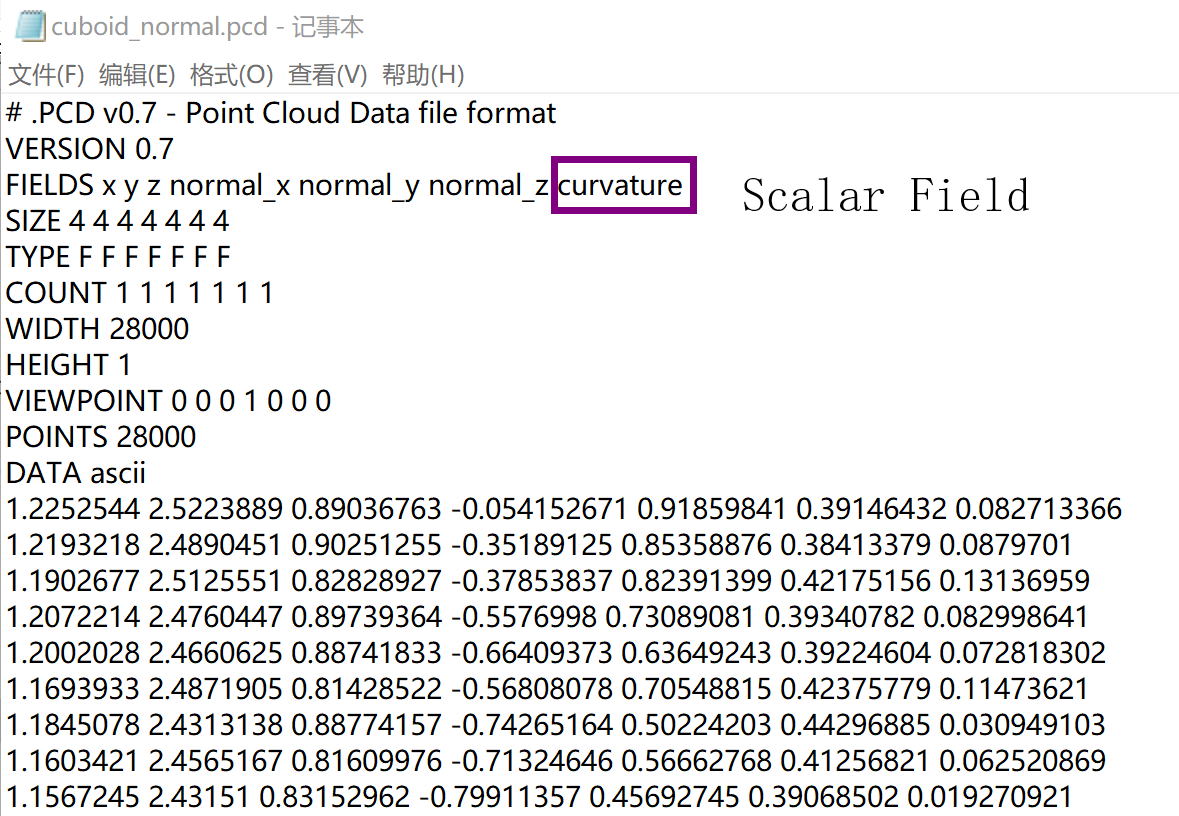 cuboid_normal.pcd - 记事本
文件(F) 编辑(E) 格式(O) 查看(V) 帮助(H)
# .PCD v0.7 - Point Cloud Data file format
VERSION 0.7
FIELDS x y z normal_x normal_y normal_z curvature Scalar Field
SIZE 4 4 4 4 4 4 4
TYPE F F F F F F F
COUNT 1 1 1 1 1 1 1
WIDTH 28000
HEIGHT 1
VIEWPOINT 0 0 0 1 0 0 0
POINTS 28000
DATA ascii
1.2252544 2.5223889 0.89036763 -0.054152671 0.91859841 0.39146432 0.082713366
1.2193218 2.4890451 0.90251255 -0.35189125 0.85358876 0.38413379 0.0879701
1.1902677 2.5125551 0.82828927 -0.37853837 0.82391399 0.42175156 0.13136959
1.2072214 2.4760447 0.89739364 -0.5576998 0.73089081 0.39340782 0.082998641
1.2002028 2.4660625 0.88741833 -0.66409373 0.63649243 0.39224604 0.072818302
1.1693933 2.4871905 0.81428522 -0.56808078 0.70548815 0.42375779 0.11473621
1.1845078 2.4313138 0.88774157 -0.74265164 0.50224203 0.44296885 0.030949103
1.1603421 2.4565167 0.81609976 -0.71324646 0.56662768 0.41256821 0.062520869
1.1567245 2.43151 0.83152962 -0.79911357 0.45692745 0.39068502 0.019270921